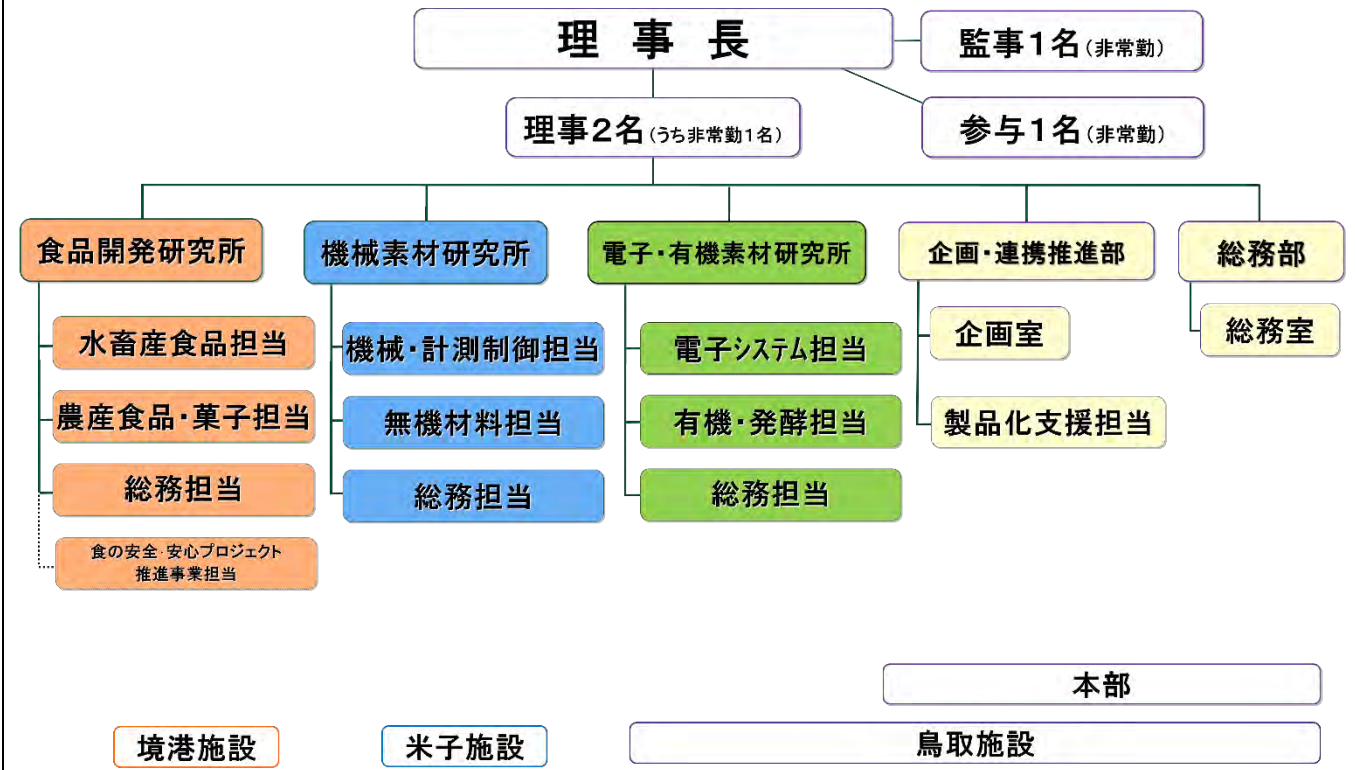 理事長
監事1名(非常勤)
理事2名(うち非常勤1名)
参与1名(非常勤)
食品開発研究所
機械素材研究所
電子・有機素材研究所
企画・連携推進部
総務部
水畜産食品担当
機械・計測制御担当
電子システム担当
企画室
総務室
農産食品・菓子担当
無機材料担当
有機・発酵担当
製品化支援担当
総務担当
総務担当
総務担当
食の安全・安心プロジェクト
推進事業担当
本部
境港施設
米子施設
鳥取施設